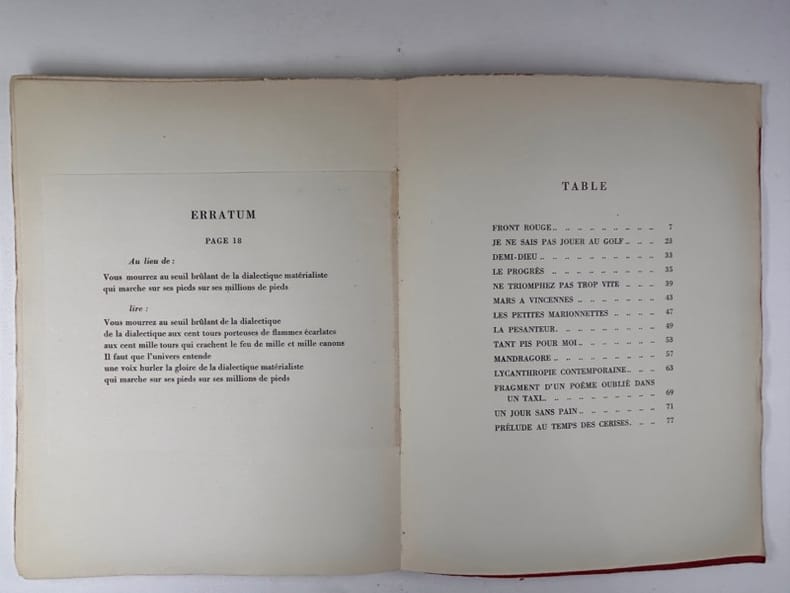 ERRATUM
PAGE 18
Au lieu de :
Vous mourrez au seuil brûlant de la dialectique matérialiste
qui marche sur ses pieds sur ses millions de pieds
lire :
Vous mourrez au seuil brûlant de la dialectique
de la dialectique aux cent tours porteuses de flammes écarlates
aux cent mille tours qui crachent le feu de mille et mille canons
Il faut que l'univers entende
une voix hurler la gloire de la dialectique matérialiste
qui marche sur ses pieds sur ses millions de pieds
TABLE
FRONT ROUGE.. .. .. .. .. .. .. .. .. 7
JE NE SAIS PAS JOUER AU GOLF .. .. .. 23
DEMI-DIEU .. .. .. .. .. .. .. .. .. .. 33
LE PROGRÈS .. .. .. .. .. .. .. .. .. 35
NE TRIOMPHEZ PAS TROP VITE .. .. .. 39
MARS A VINCENNES .. .. .. .. .. .. .. 43
LES PETITES MARIONNETTES .. .. .. .. 47
LA PESANTEUR. .. .. .. .. .. .. .. .. 49
TANT PIS POUR MOI .. .. .. .. .. .. .. 53
MANDRAGORE .. .. .. .. .. .. .. .. .. 57
LYCANTHROPIE CONTEMPORAINE.. .. .. 63
FRAGMENT D'UN POÈME OUBLIÉ DANS
UN TAXI.. .. .. .. .. .. .. .. .. 69
UN JOUR SANS PAIN .. .. .. .. .. .. .. 71
PRÉLUDE AU TEMPS DES CERISES. .. .. 77